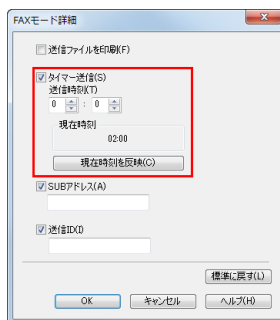 FAXモード詳細
送信ファイルを印刷(F)
タイマー送信(S)
送信時刻(T)
0 : 0
現在時刻
02:00
現在時刻を反映(C)
SUBアドレス(A)
送信ID(I)
標準に戻す(L)
OK キャンセル ヘルプ(H)